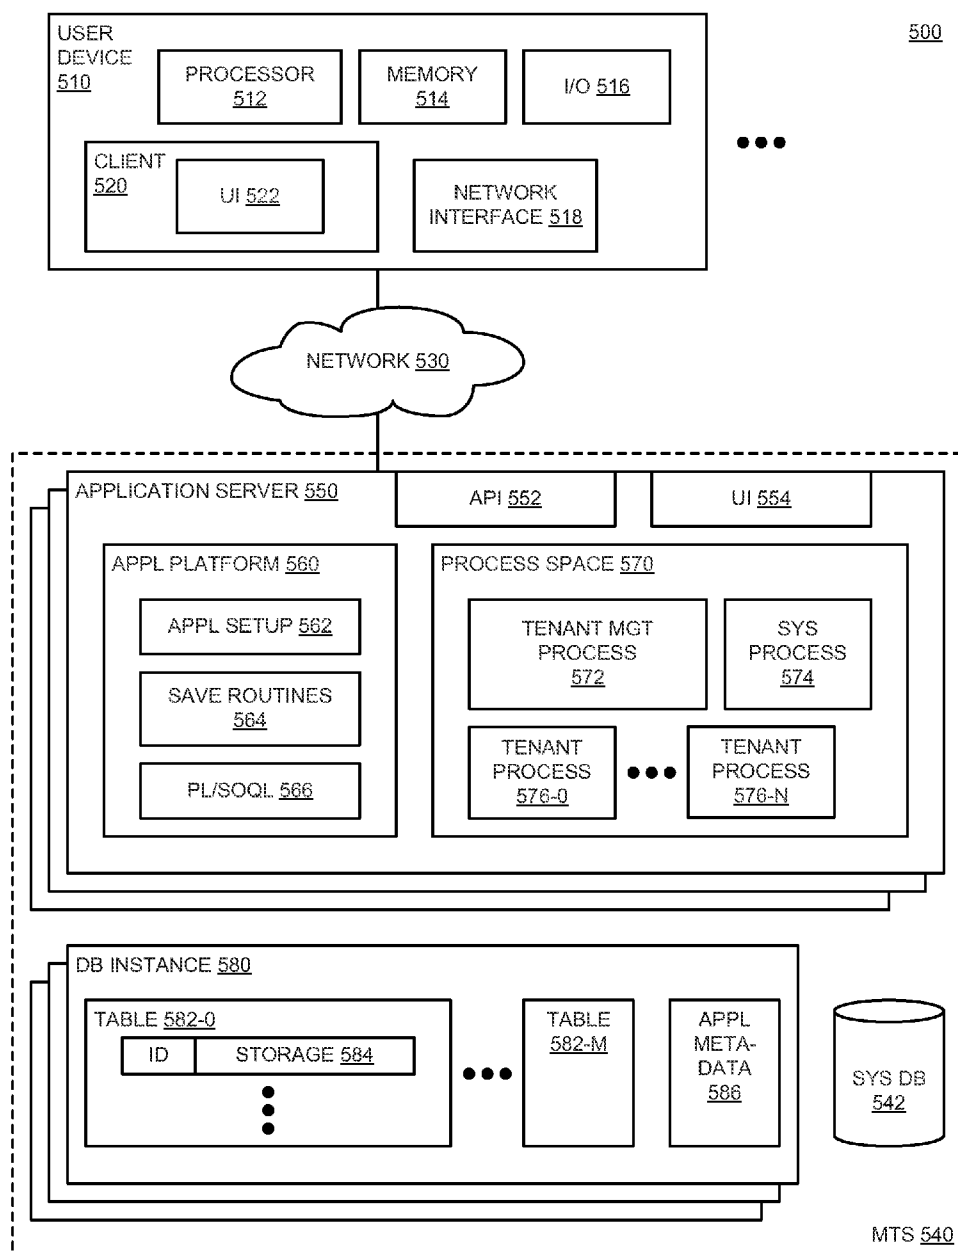 500
USER
DEVICE
510
PROCESSOR
512
MEMORY
514
I/O 516
CLIENT
520
UI 522
NETWORK
INTERFACE 518
NETWORK 530
APPLICATION SERVER 550
API 552
UI 554
APPL PLATFORM 560
APPL SETUP 562
SAVE ROUTINES
564
PL/SOQL 566
PROCESS SPACE 570
TENANT MGT
PROCESS
572
SYS
PROCESS
574
TENANT
PROCESS
576-0
TENANT
PROCESS
576-N
DB INSTANCE 580
TABLE 582-0
ID
STORAGE 584
TABLE
582-M
APPL
META-
DATA
586
SYS DB
542
MTS 540